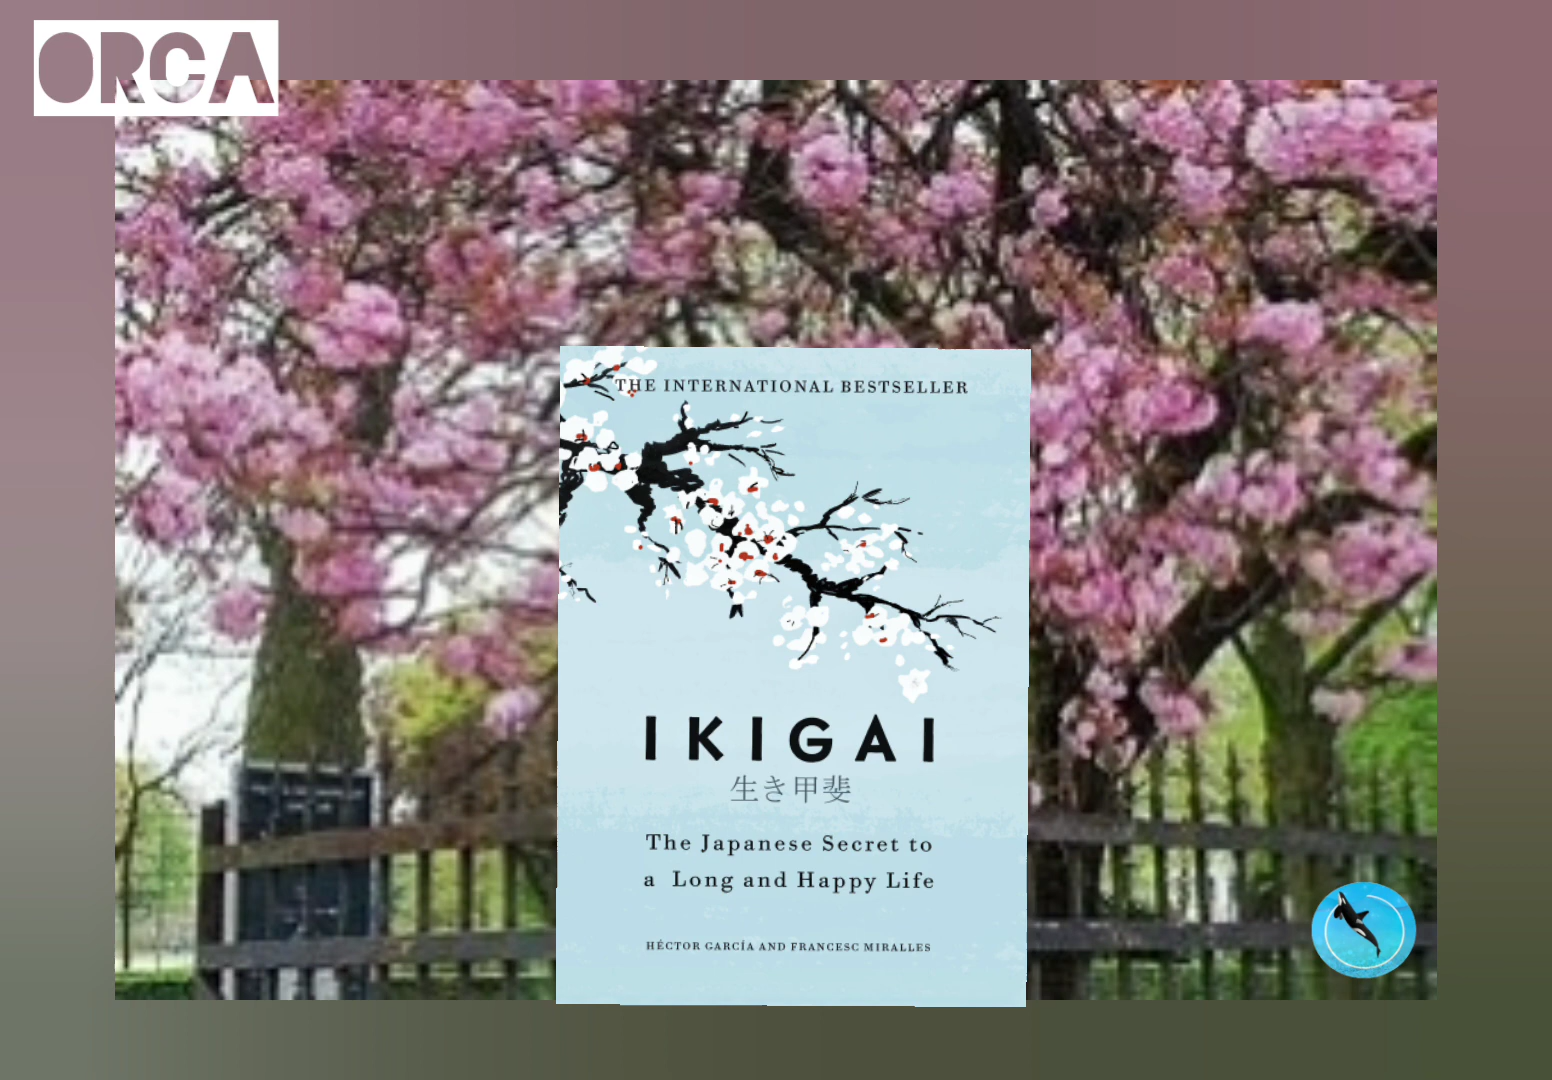 ORCA
THE INTERNATIONAL BESTSELLER
IKIGAI
生き甲斐
The Japanese Secret to
a Long and Happy Life
HÉCTOR GARCÍA AND FRANCESC MIRALLES